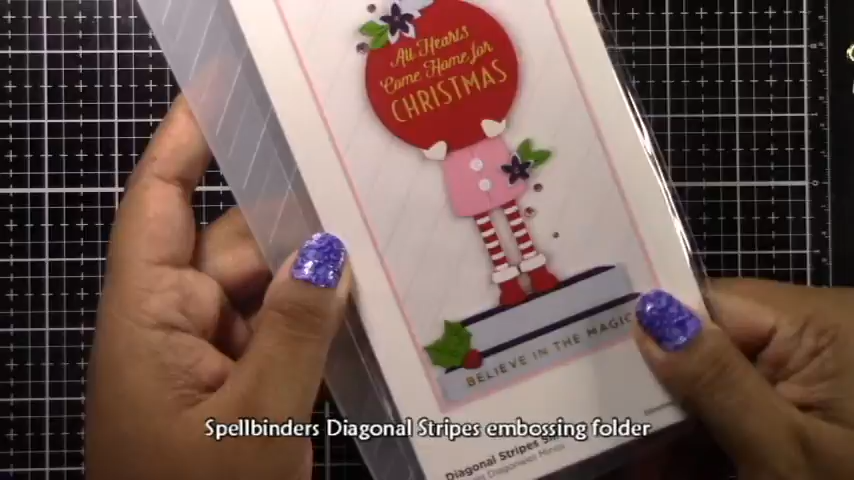 All Hearts
Come Home for
CHRISTMAS
BELIEVE IN THE MAGIC
Spellbinders Diagonal Stripes embossing folder
Diagonal Stripes